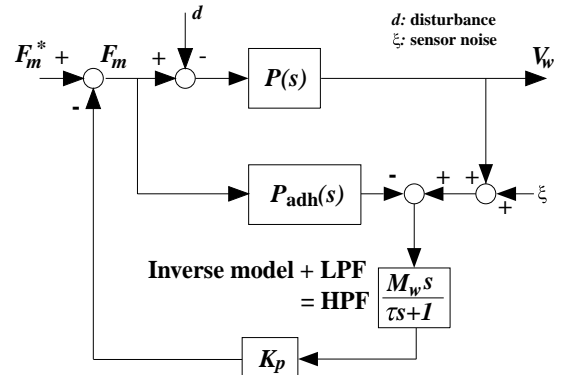 d
d: disturbance
ξ: sensor noise
F_m^* + F_m + - P(s) V_w
-
P_adh(s) - + + + ξ
Inverse model + LPF
= HPF
M_w s
τs+1
K_p